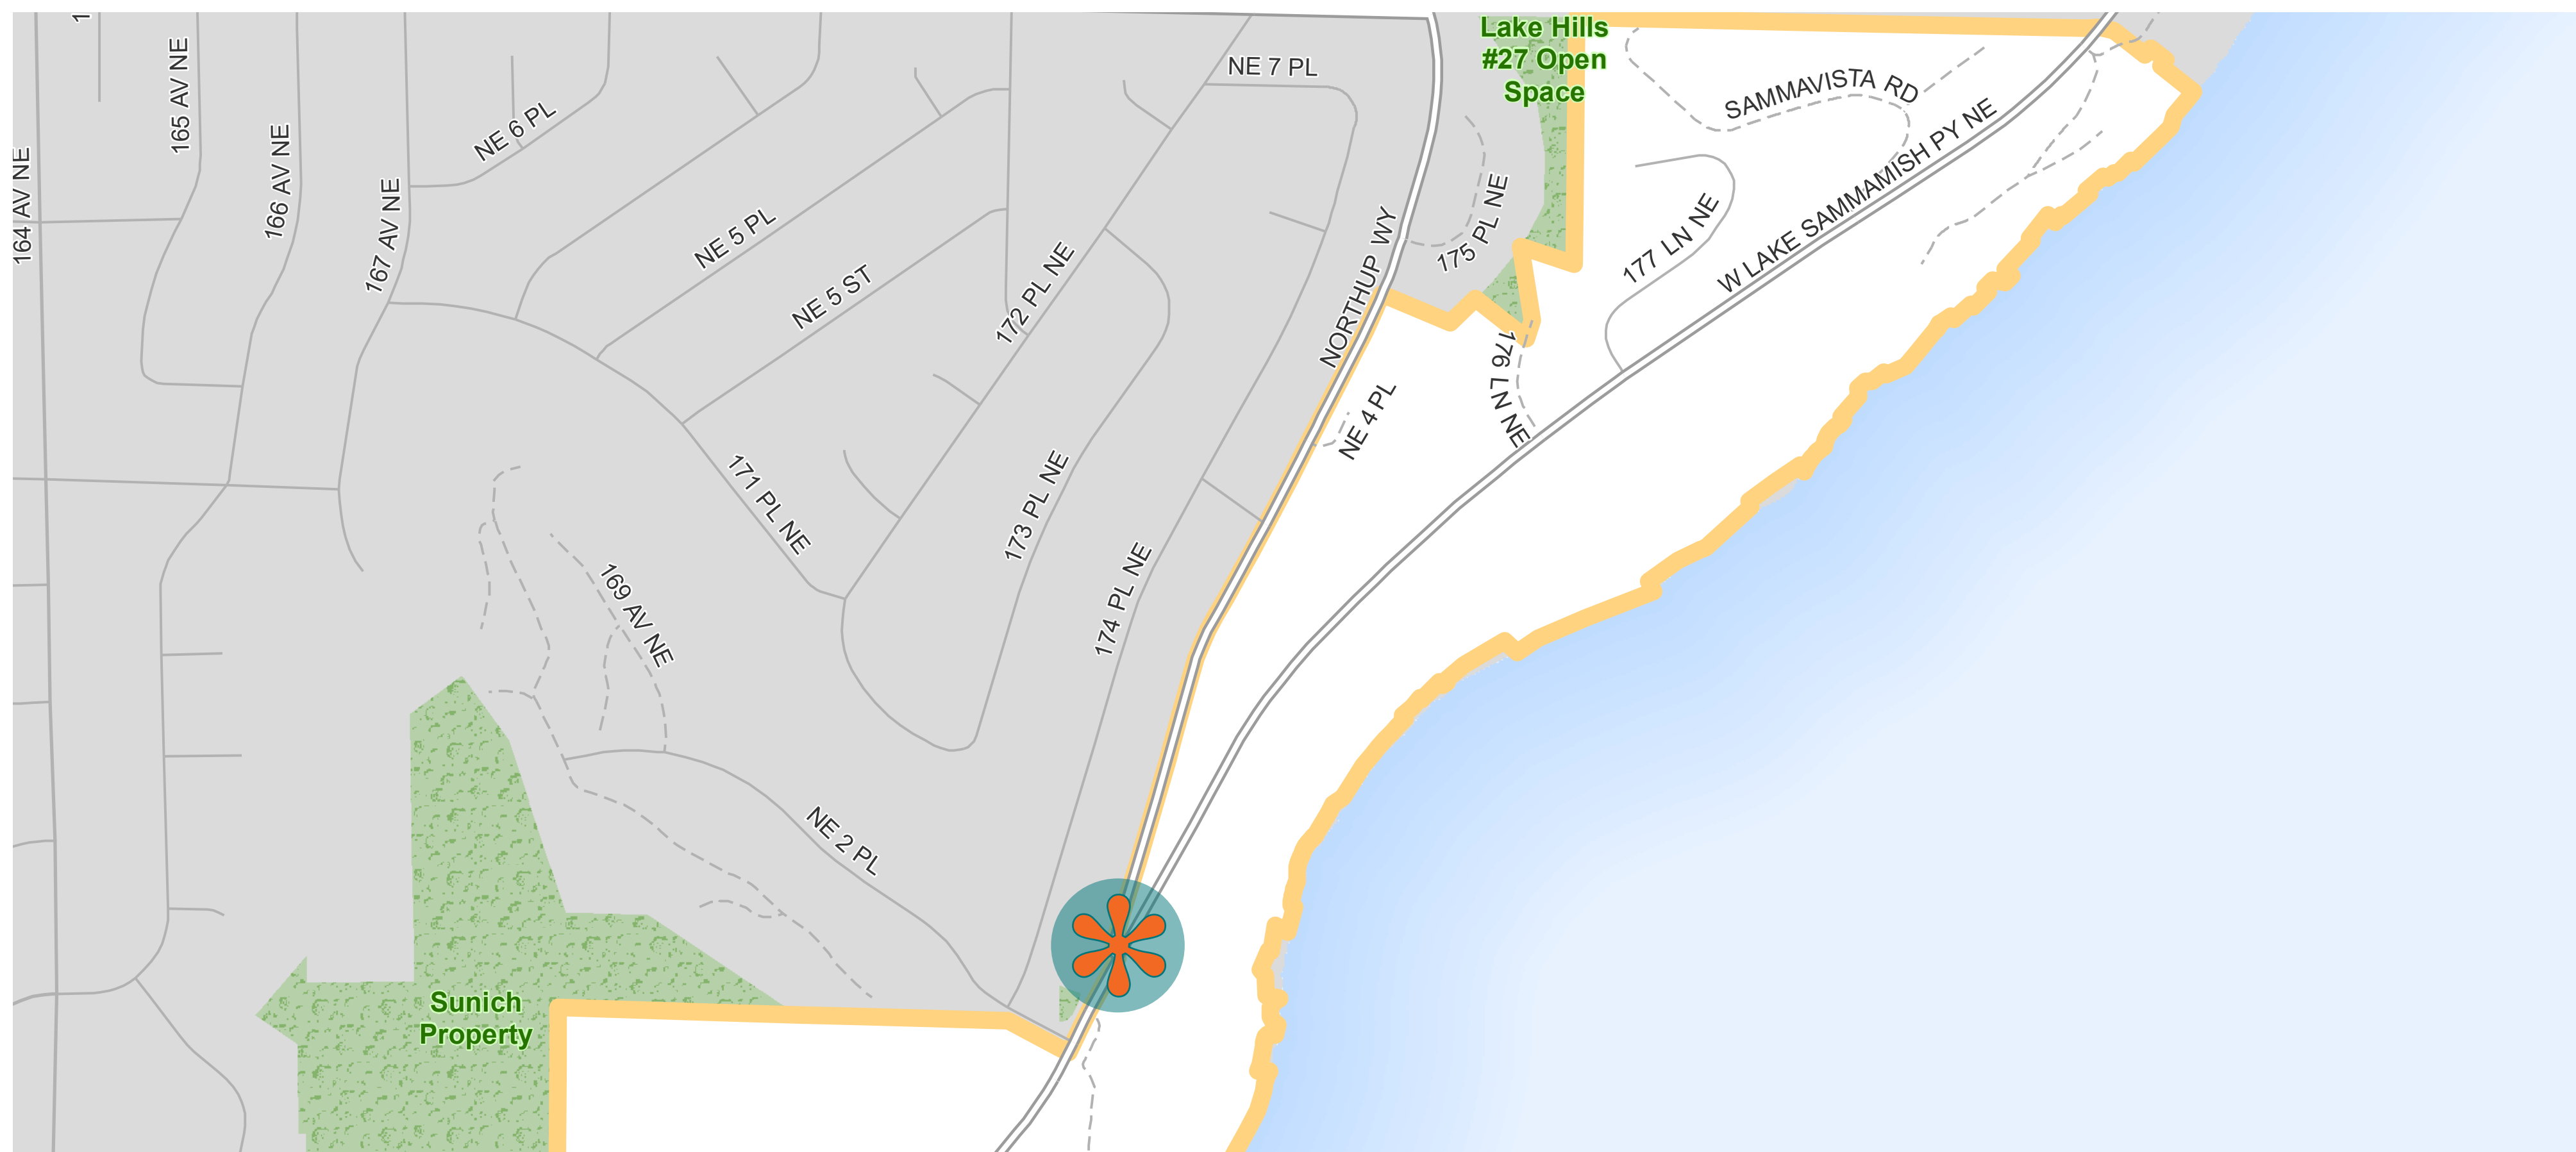 Lake Hills
#27 Open
Space
1
165 AV NE
NE 7 PL
SAMMAVISTA RD
NE 6 PL
166 AV NE
164 AV NE
167 AV NE
NE 5 PL
NE 5 ST
172 PL NE
NORTHUP WY
175 PL NE
177 LN NE
W LAKE SAMMAMISH PY NE
176 LN NE
NE 4 PL
171 PL NE
173 PL NE
174 PL NE
169 AV NE
NE 2 PL
Sunich
Property